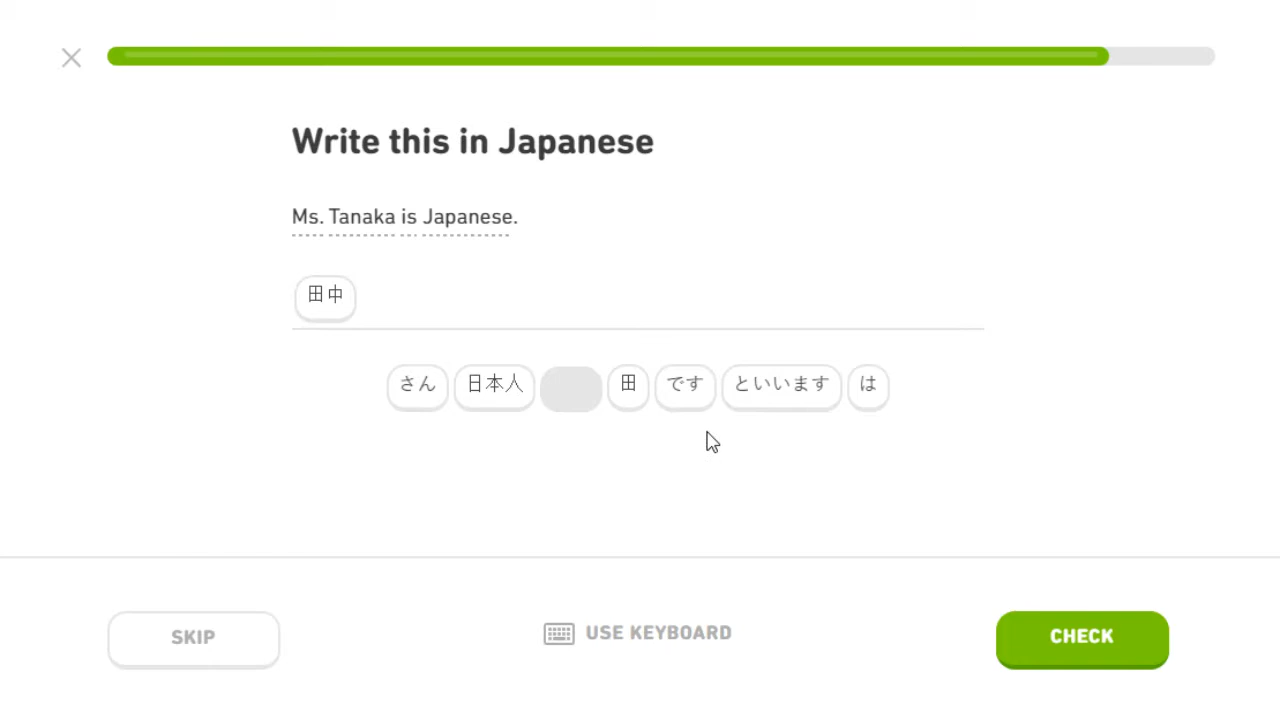 Write this in Japanese
Ms. Tanaka is Japanese.
田中
さん 日本人 田 です といいます は
SKIP USE KEYBOARD CHECK